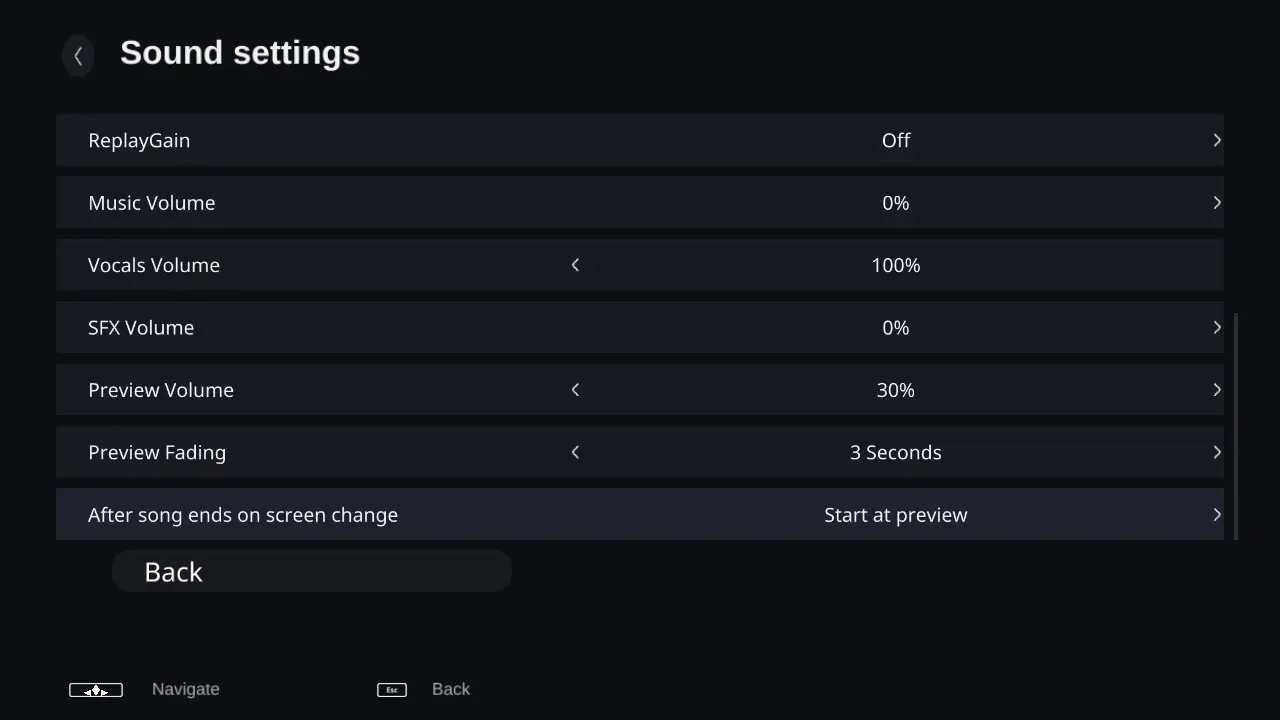 Sound settings
ReplayGain Off
Music Volume 0%
Vocals Volume 100%
SFX Volume 0%
Preview Volume 30%
Preview Fading 3 Seconds
After song ends on screen change Start at preview
Back
Navigate Esc Back